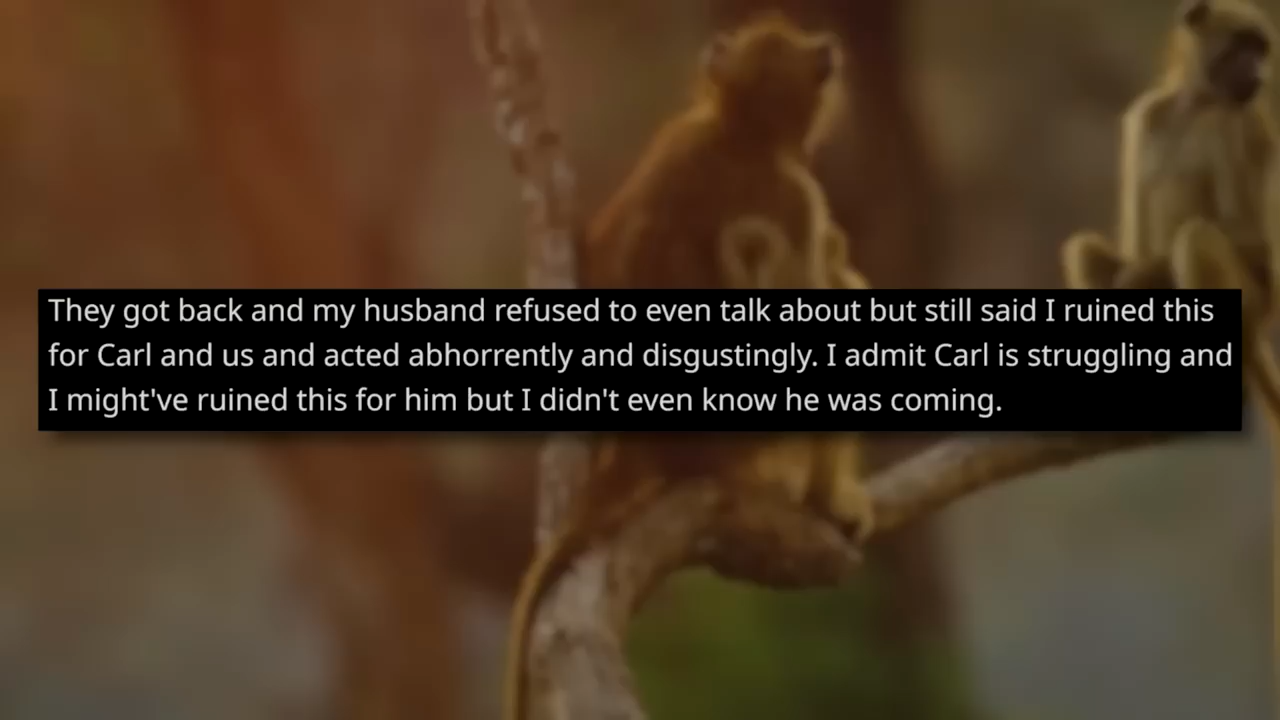 They got back and my husband refused to even talk about but still said I ruined this
for Carl and us and acted abhorrently and disgustingly. I admit Carl is struggling and
I might've ruined this for him but I didn't even know he was coming.